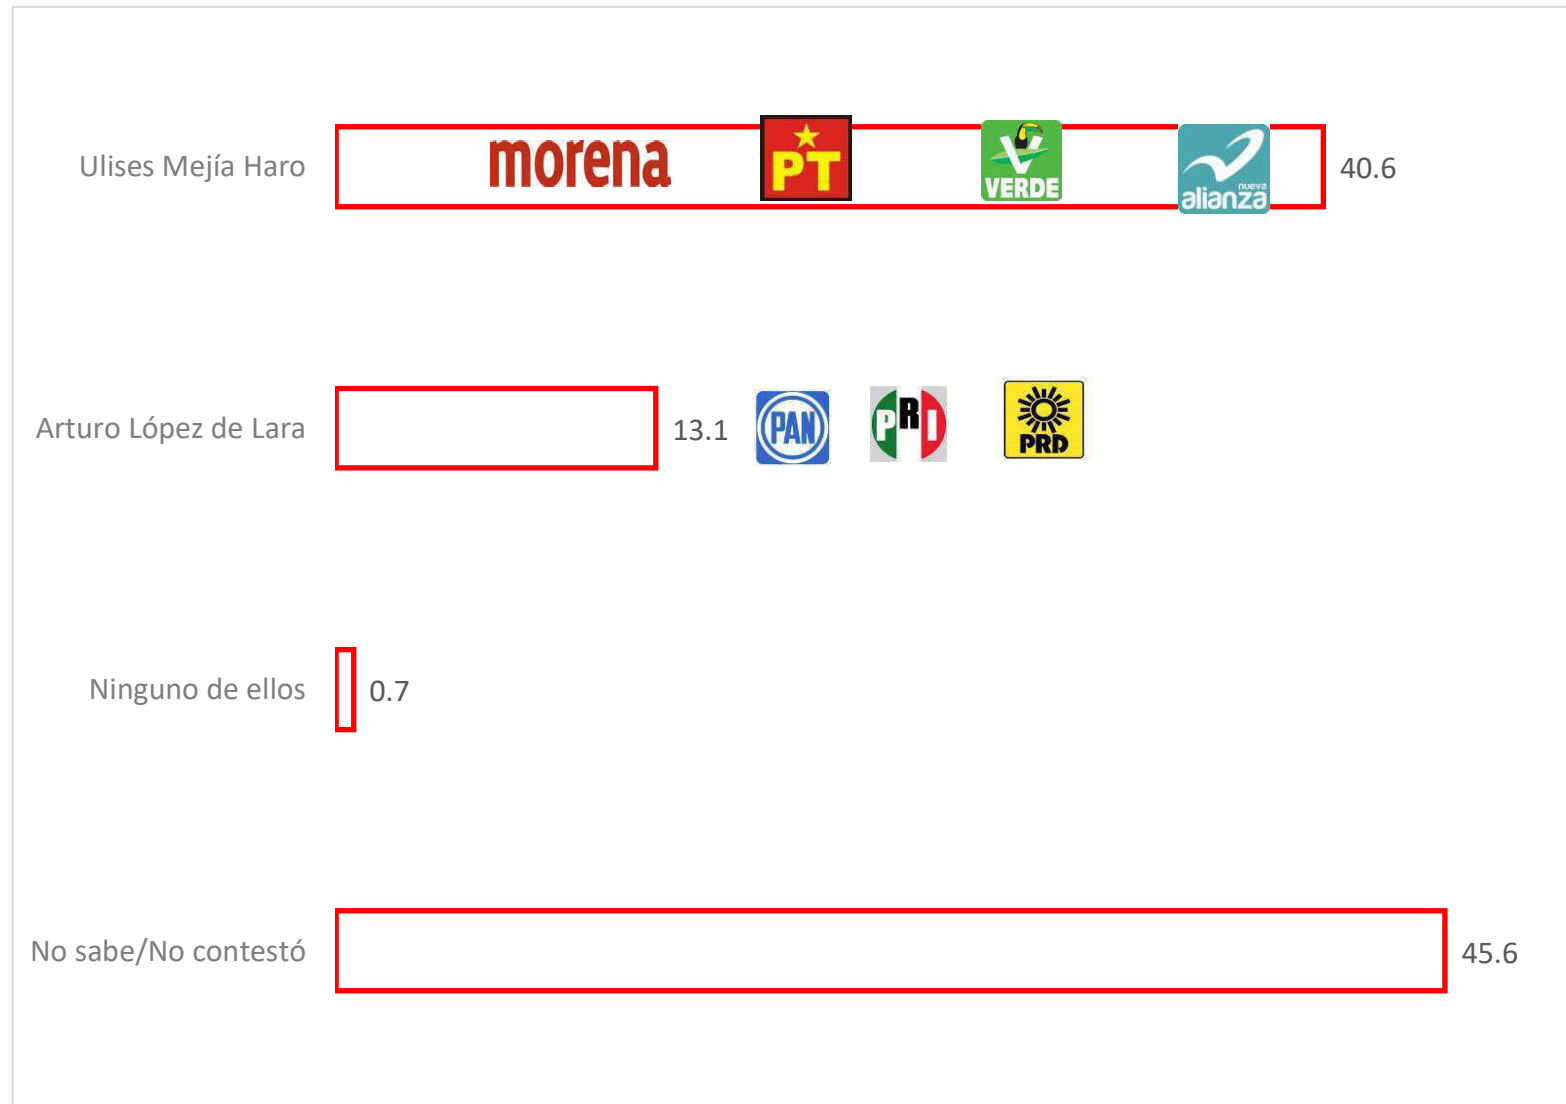 Ulises Mejía Haro
morena
PT
VERDE
nueva
alianza
40.6
Arturo López de Lara
13.1
PAN
PRI
PRD
Ninguno de ellos
0.7
No sabe/No contestó
45.6